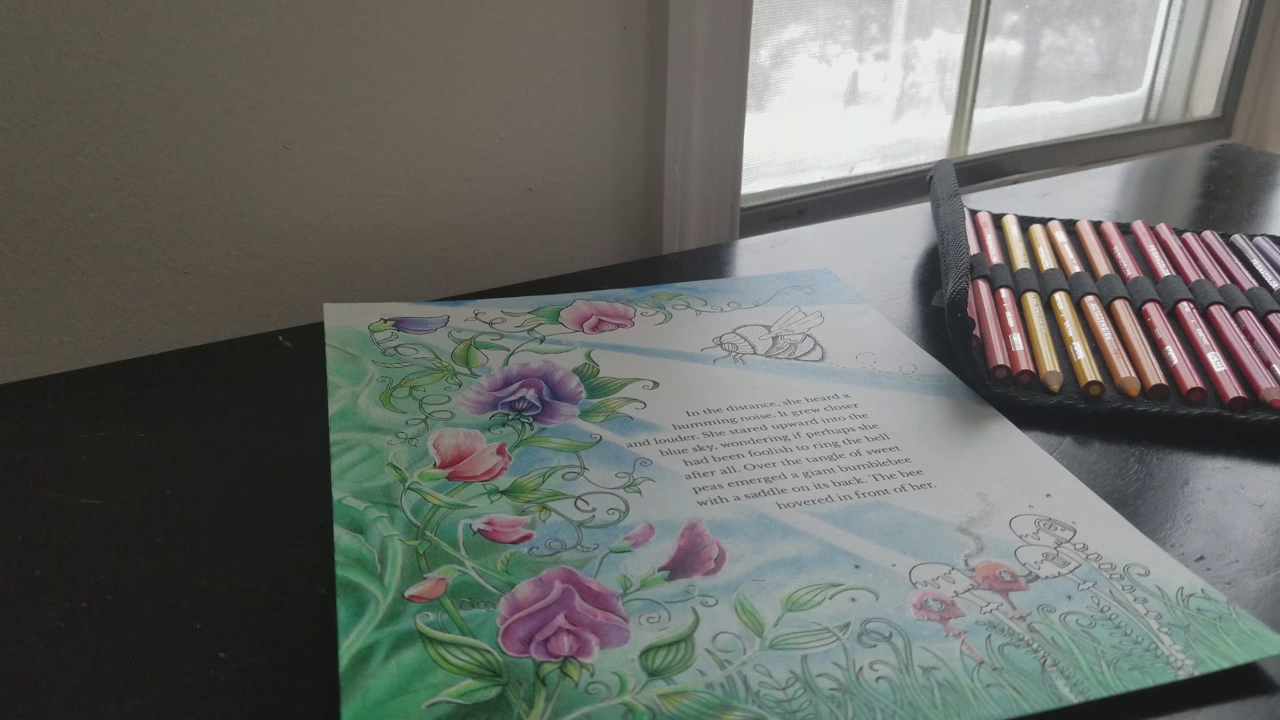 In the distance, she heard a
humming noise. It grew closer
and louder. She stared upward into the
blue sky, wondering if perhaps she
had been foolish to ring the bell
after all. Over the tangle of sweet
peas emerged a giant bumblebee
with a saddle on its back. The bee
hovered in front of her,